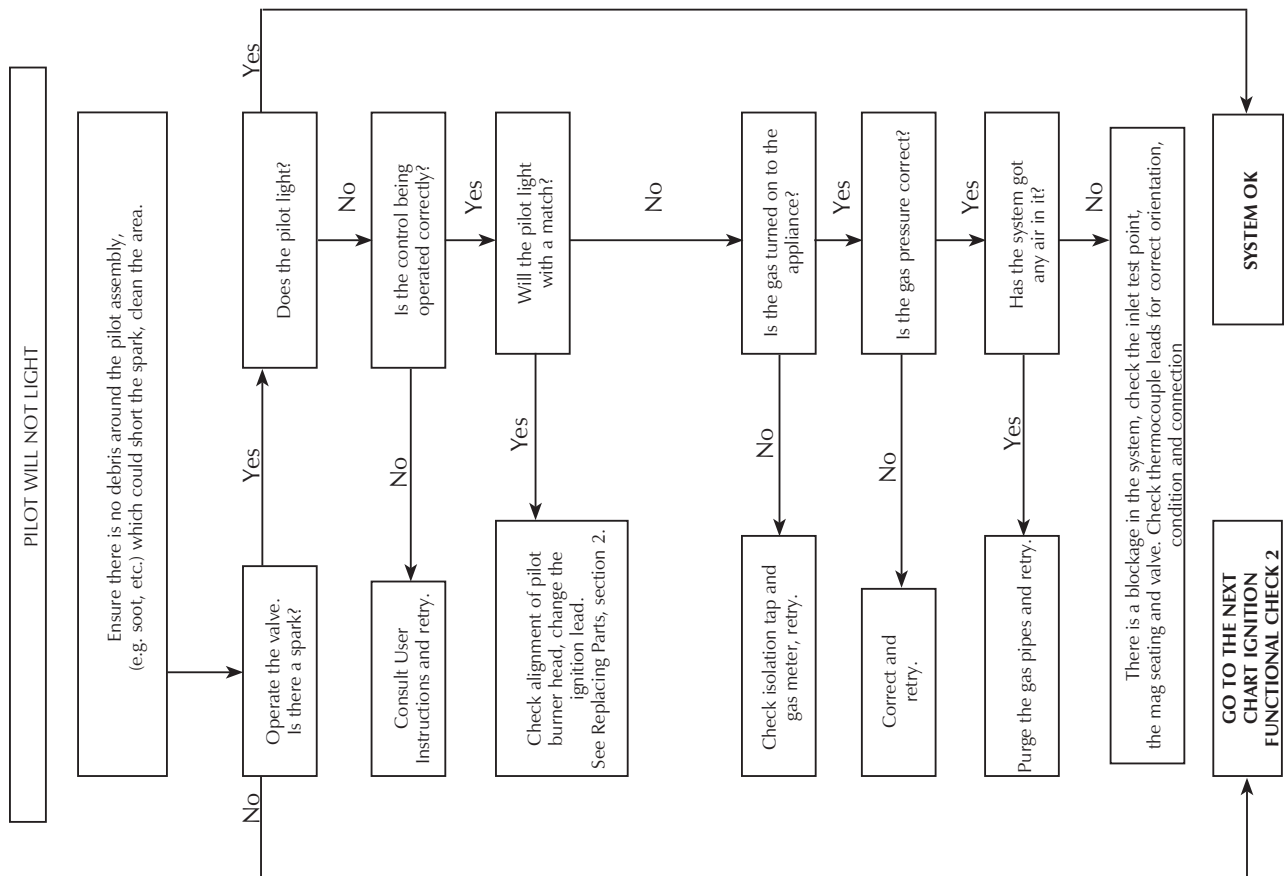 PILOT WILL NOT LIGHT
Ensure there is no debris around the pilot assembly,
(e.g. soot, etc.) which could short the spark, clean the area.
Operate the valve.
Is there a spark?
Yes
No
Does the pilot light?
Yes
No
Is the control being
operated correctly?
No
Consult User
Instructions and retry.
Yes
Will the pilot light
with a match?
Yes
Check alignment of pilot
burner head, change the
ignition lead.
See Replacing Parts, section 2.
No
Is the gas turned on to the
appliance?
No
Check isolation tap and
gas meter, retry.
Yes
Is the gas pressure correct?
No
Correct and
retry.
Yes
Has the system got
any air in it?
Yes
Purge the gas pipes and retry.
No
There is a blockage in the system, check the inlet test point,
the mag seating and valve. Check thermocouple leads for correct orientation,
condition and connection
GO TO THE NEXT
CHART IGNITION
FUNCTIONAL CHECK 2
SYSTEM OK